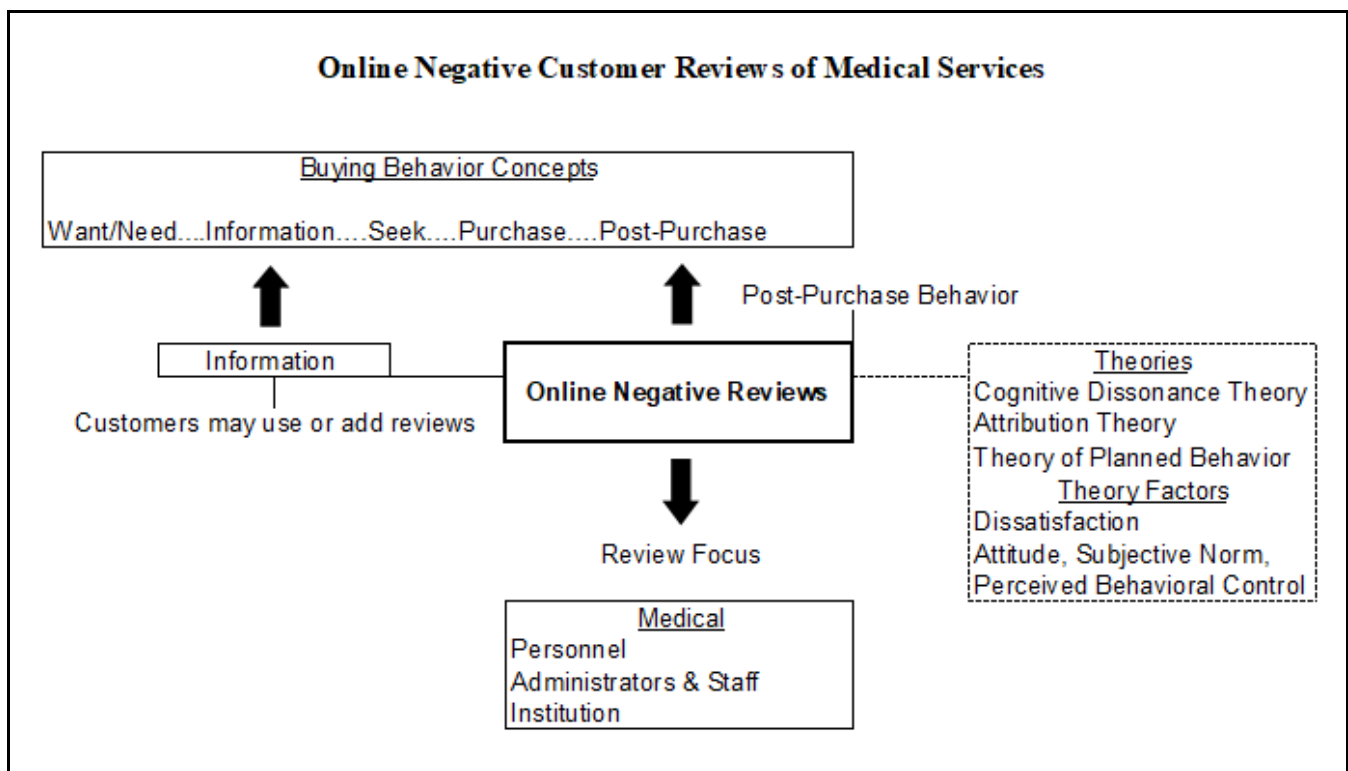 Online Negative Customer Reviews of Medical Services
Buying Behavior Concepts
Want/Need....Information....Seek....Purchase....Post-Purchase
Post-Purchase Behavior
Information
Customers may use or add reviews
Online Negative Reviews
Theories
Cognitive Dissonance Theory
Attribution Theory
Theory of Planned Behavior
Theory Factors
Dissatisfaction
Attitude, Subjective Norm,
Perceived Behavioral Control
Review Focus
Medical
Personnel
Administrators & Staff
Institution